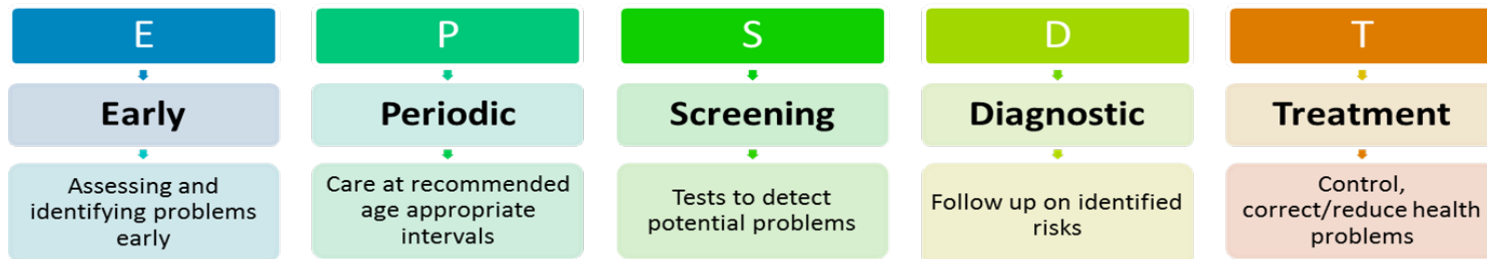 E
Early
Assessing and
identifying problems
early
P
Periodic
Care at recommended
age appropriate
intervals
S
Screening
Tests to detect
potential problems
D
Diagnostic
Follow up on identified
risks
T
Treatment
Control,
correct/reduce health
problems